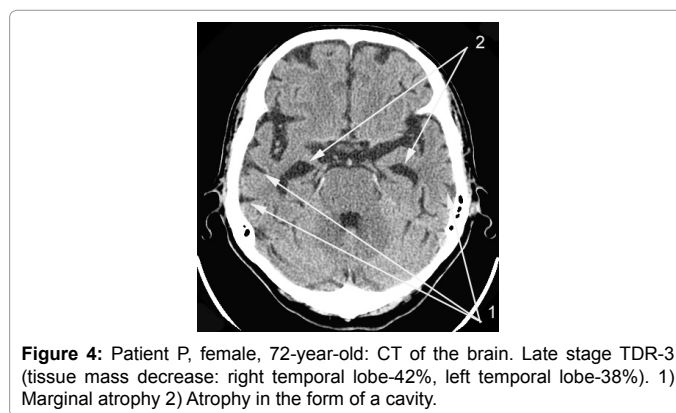 2
1
Figure 4: Patient P, female, 72-year-old: CT of the brain. Late stage TDR-3
(tissue mass decrease: right temporal lobe-42%, left temporal lobe-38%). 1)
Marginal atrophy 2) Atrophy in the form of a cavity.